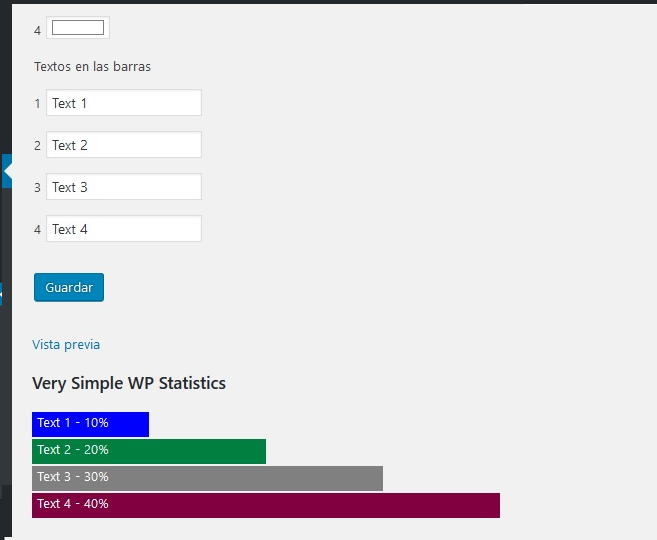 4
Textos en las barras
1 Text 1
2 Text 2
3 Text 3
4 Text 4
Guardar
Vista previa
Very Simple WP Statistics
Text 1 - 10%
Text 2 - 20%
Text 3 - 30%
Text 4 - 40%